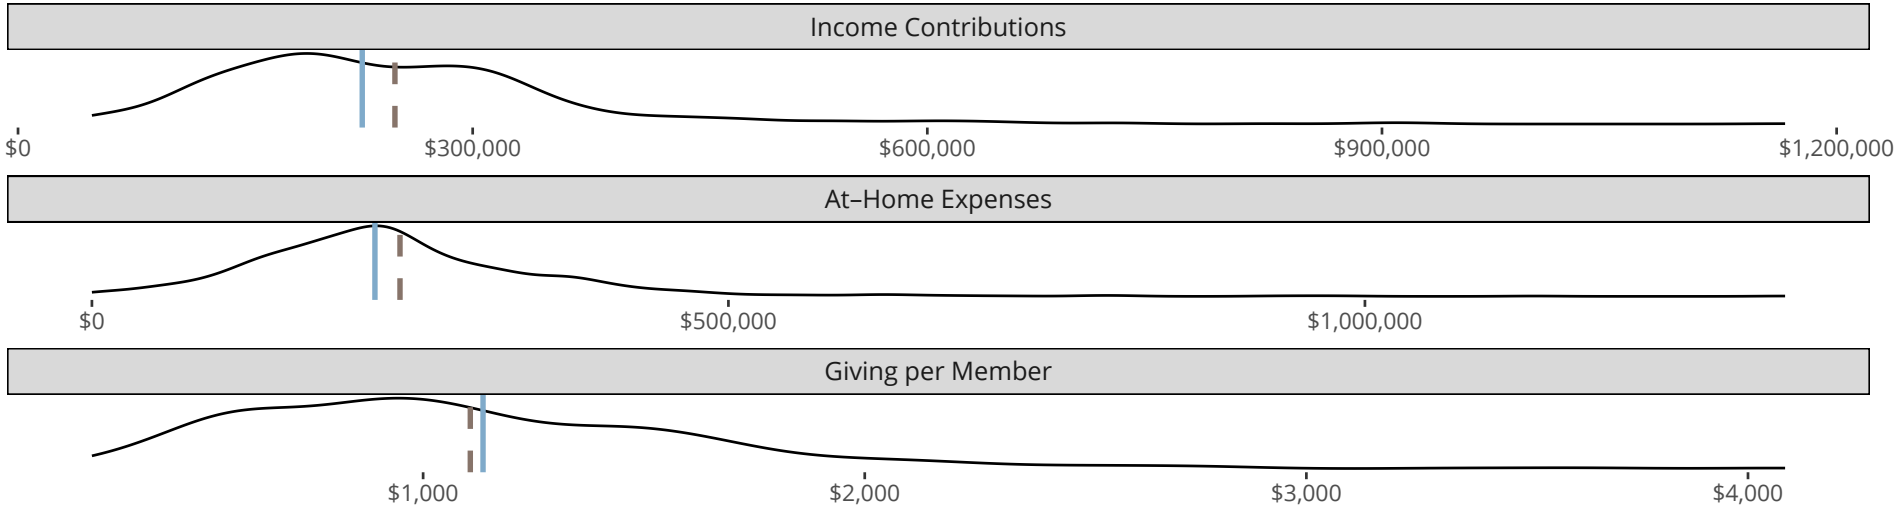 Income Contributions
$0 $300,000 $600,000 $900,000 $1,200,000
At–Home Expenses
$0 $500,000 $1,000,000
Giving per Member
$1,000 $2,000 $3,000 $4,000